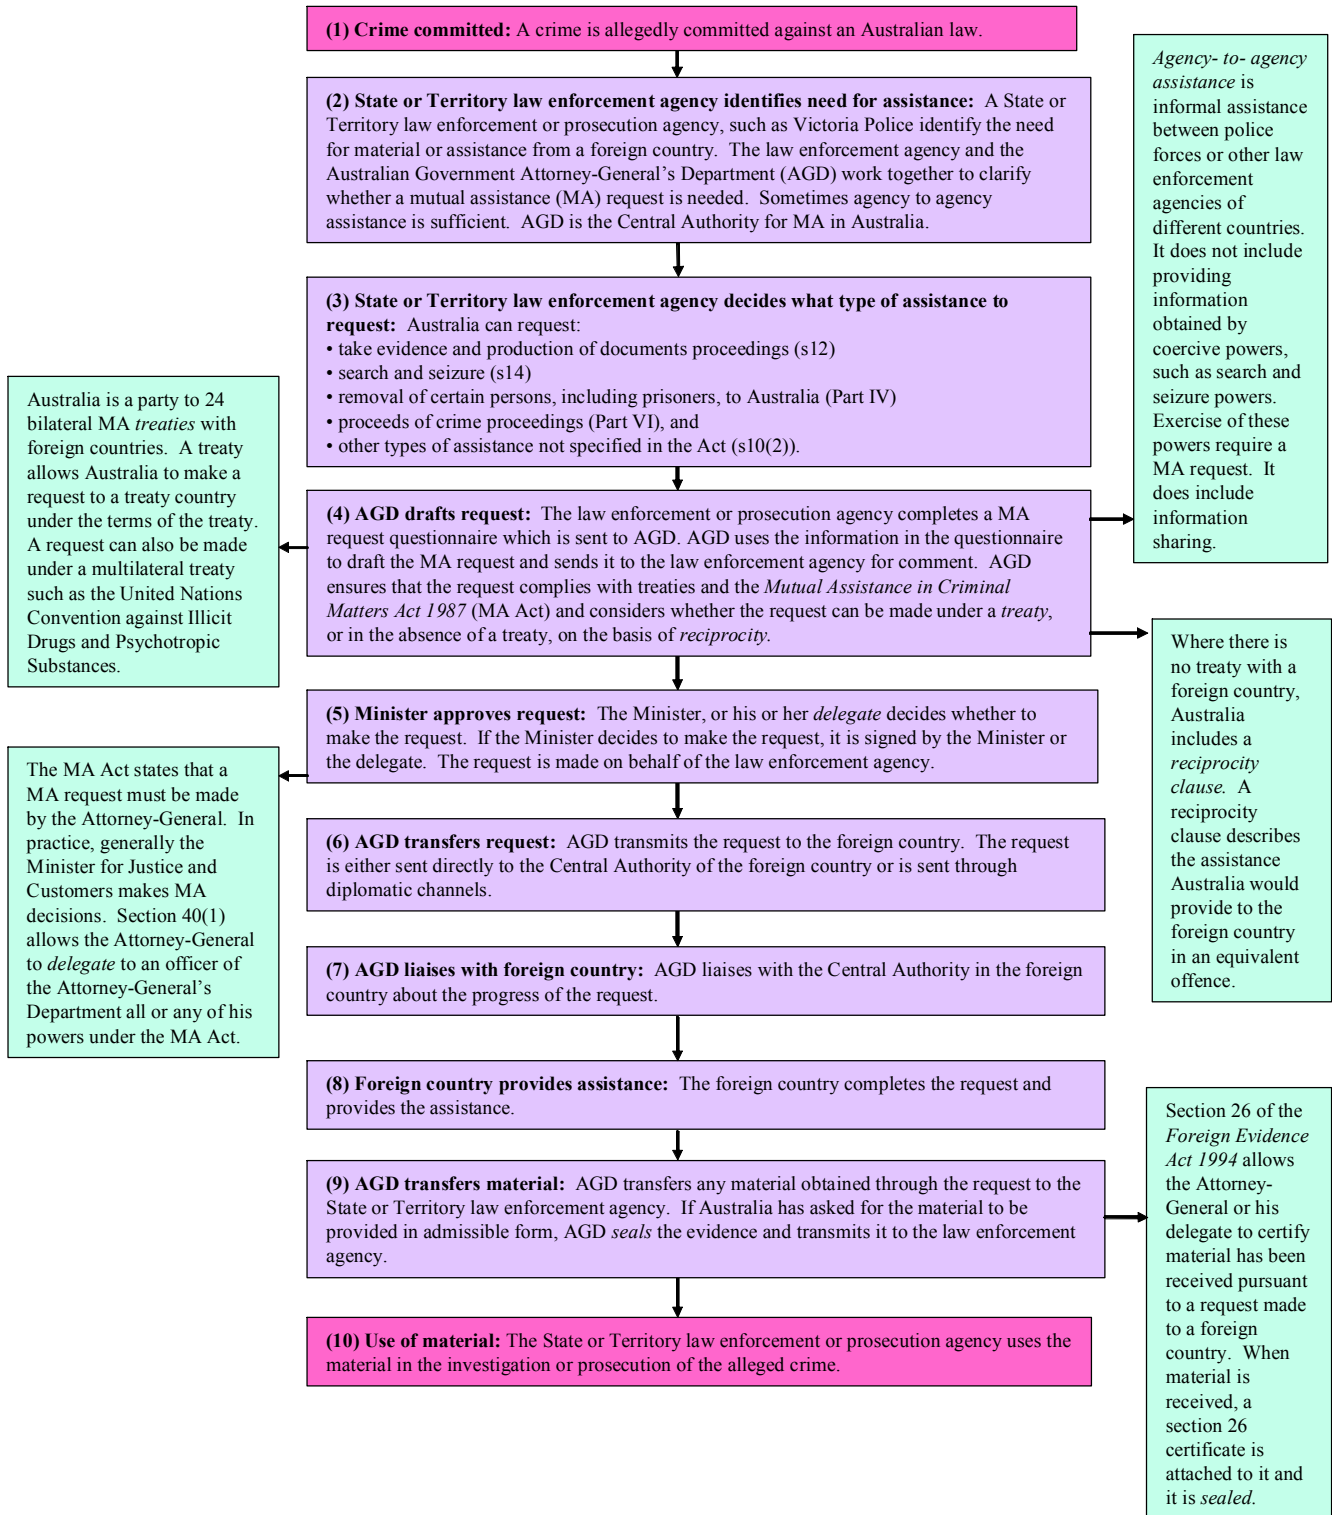 (1) Crime committed: A crime is allegedly committed against an Australian law.
(2) State or Territory law enforcement agency identifies need for assistance: A State or
Territory law enforcement or prosecution agency, such as Victoria Police identify the need
for material or assistance from a foreign country. The law enforcement agency and the
Australian Government Attorney-General's Department (AGD) work together to clarify
whether a mutual assistance (MA) request is needed. Sometimes agency to agency
assistance is sufficient. AGD is the Central Authority for MA in Australia.
Agency- to- agency
assistance is
informal assistance
between police
forces or other law
enforcement
agencies of
different countries.
It does not include
providing
information
obtained by
coercive powers,
such as search and
seizure powers.
Exercise of these
powers require a
MA request. It
does include
information
sharing.
(3) State or Territory law enforcement agency decides what type of assistance to
request: Australia can request:
• take evidence and production of documents proceedings (s12)
• search and seizure (s14)
• removal of certain persons, including prisoners, to Australia (Part IV)
• proceeds of crime proceedings (Part VI), and
• other types of assistance not specified in the Act (s10(2)).
Australia is a party to 24
bilateral MA treaties with
foreign countries. A treaty
allows Australia to make a
request to a treaty country
under the terms of the treaty.
A request can also be made
under a multilateral treaty
such as the United Nations
Convention against Illicit
Drugs and Psychotropic
Substances.
(4) AGD drafts request: The law enforcement or prosecution agency completes a MA
request questionnaire which is sent to AGD. AGD uses the information in the questionnaire
to draft the MA request and sends it to the law enforcement agency for comment. AGD
ensures that the request complies with treaties and the Mutual Assistance in Criminal
Matters Act 1987 (MA Act) and considers whether the request can be made under a treaty,
or in the absence of a treaty, on the basis of reciprocity.
Where there is
no treaty with a
foreign country,
Australia
includes a
reciprocity
clause. A
reciprocity
clause describes
the assistance
Australia would
provide to the
foreign country
in an equivalent
offence.
(5) Minister approves request: The Minister, or his or her delegate decides whether to
make the request. If the Minister decides to make the request, it is signed by the Minister or
the delegate. The request is made on behalf of the law enforcement agency.
The MA Act states that a
MA request must be made
by the Attorney-General. In
practice, generally the
Minister for Justice and
Customers makes MA
decisions. Section 40(1)
allows the Attorney-General
to delegate to an officer of
the Attorney-General's
Department all or any of his
powers under the MA Act.
(6) AGD transfers request: AGD transmits the request to the foreign country. The request
is either sent directly to the Central Authority of the foreign country or is sent through
diplomatic channels.
(7) AGD liaises with foreign country: AGD liaises with the Central Authority in the foreign
country about the progress of the request.
(8) Foreign country provides assistance: The foreign country completes the request and
provides the assistance.
(9) AGD transfers material: AGD transfers any material obtained through the request to the
State or Territory law enforcement agency. If Australia has asked for the material to be
provided in admissible form, AGD seals the evidence and transmits it to the law enforcement
agency.
Section 26 of the
Foreign Evidence
Act 1994 allows
the Attorney-
General or his
delegate to certify
material has been
received pursuant
to a request made
to a foreign
country. When
material is
received, a
section 26
certificate is
attached to it and
it is sealed.
(10) Use of material: The State or Territory law enforcement or prosecution agency uses the
material in the investigation or prosecution of the alleged crime.